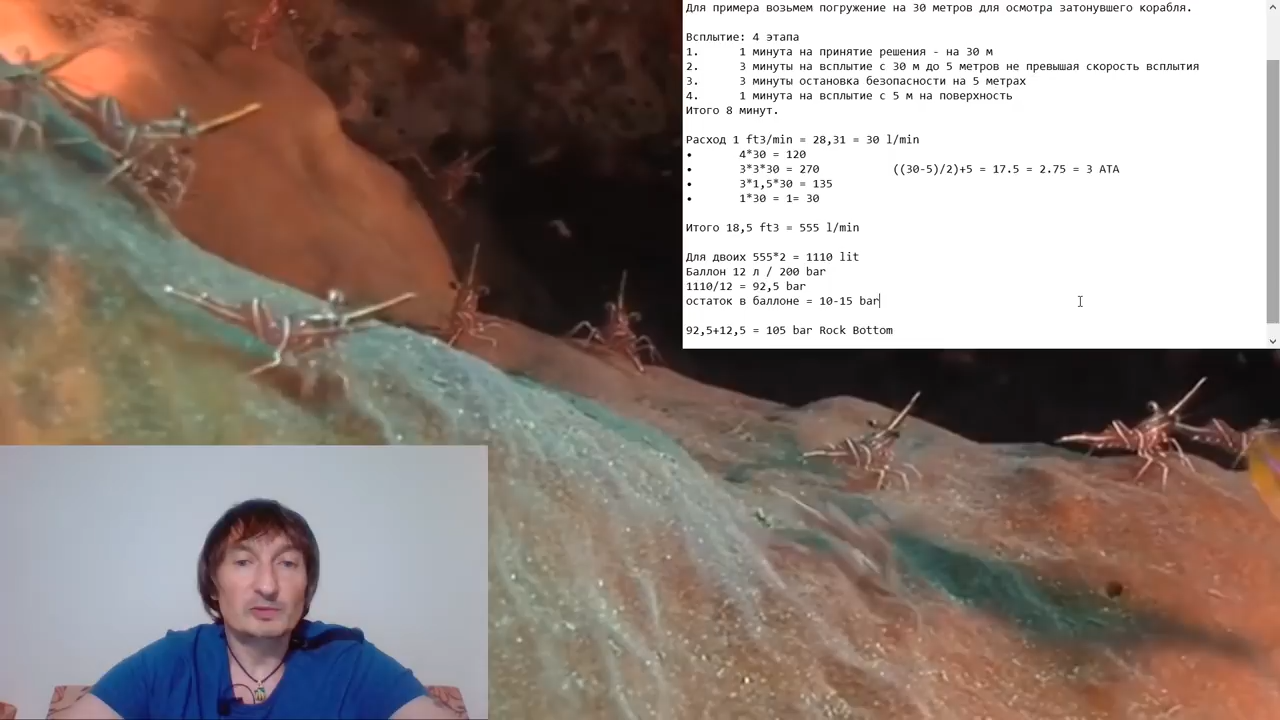 Для примера возьмем погружение на 30 метров для осмотра затонувшего корабля.
Всплытие: 4 этапа
1. 1 минута на принятие решения - на 30 м
2. 3 минуты на всплытие с 30 м до 5 метров не превышая скорость всплытия
3. 3 минуты остановка безопасности на 5 метрах
4. 1 минута на всплытие с 5 м на поверхность
Итого 8 минут.
Расход 1 ft3/min = 28,31 = 30 l/min
• 4*30 = 120
• 3*3*30 = 270 ((30-5)/2)+5 = 17.5 = 2.75 = 3 ATA
• 3*1,5*30 = 135
• 1*30 = 1= 30
Итого 18,5 ft3 = 555 l/min
Для двоих 555*2 = 1110 lit
Баллон 12 л / 200 bar
1110/12 = 92,5 bar
остаток в баллоне = 10-15 bar
92,5+12,5 = 105 bar Rock Bottom